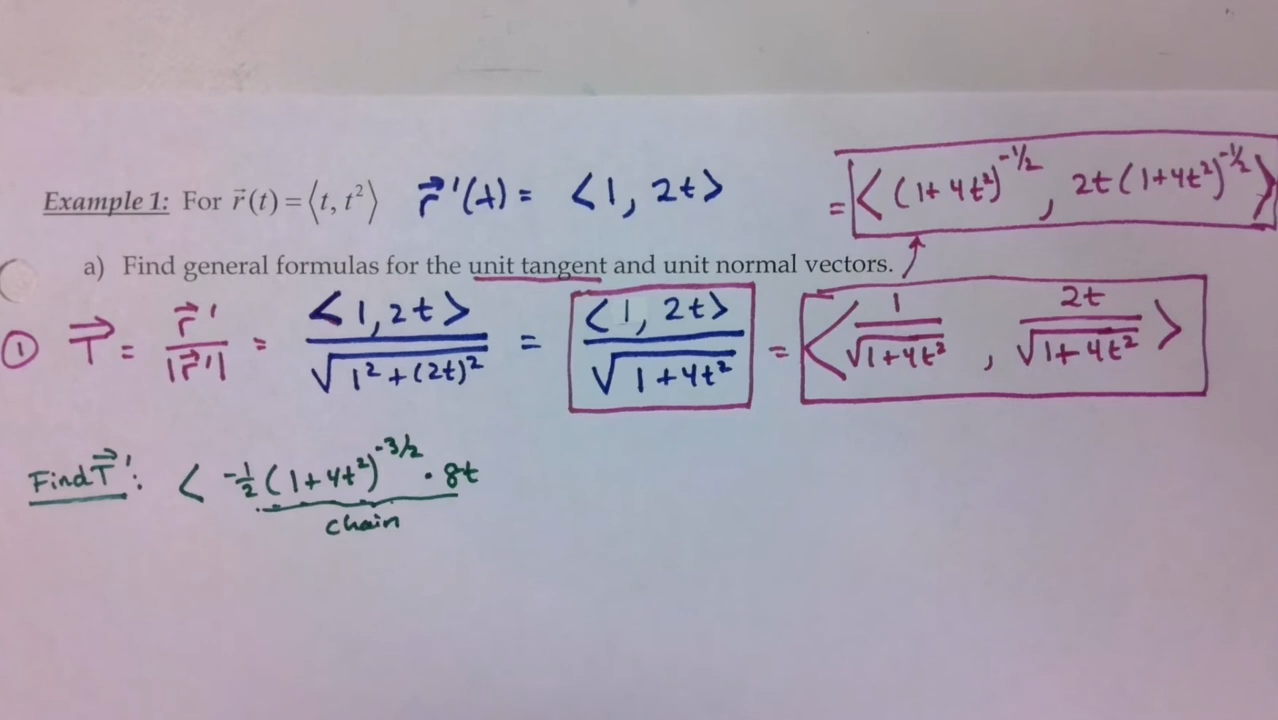 Example 1: For r⃗(t) = ⟨t, t²⟩ r⃗'(t) = <1, 2t>
= <(1+4t²)^-1/2, 2t(1+4t²)^-1/2>
a) Find general formulas for the unit tangent and unit normal vectors.
① T⃗ = r⃗'/|r⃗'| = <1, 2t>/√(1²+(2t)²) = <1, 2t>/√(1+4t²) = <1/√(1+4t²), 2t/√(1+4t²)>
Find T⃗': < -1/2(1+4t²)^-3/2 · 8t
chain